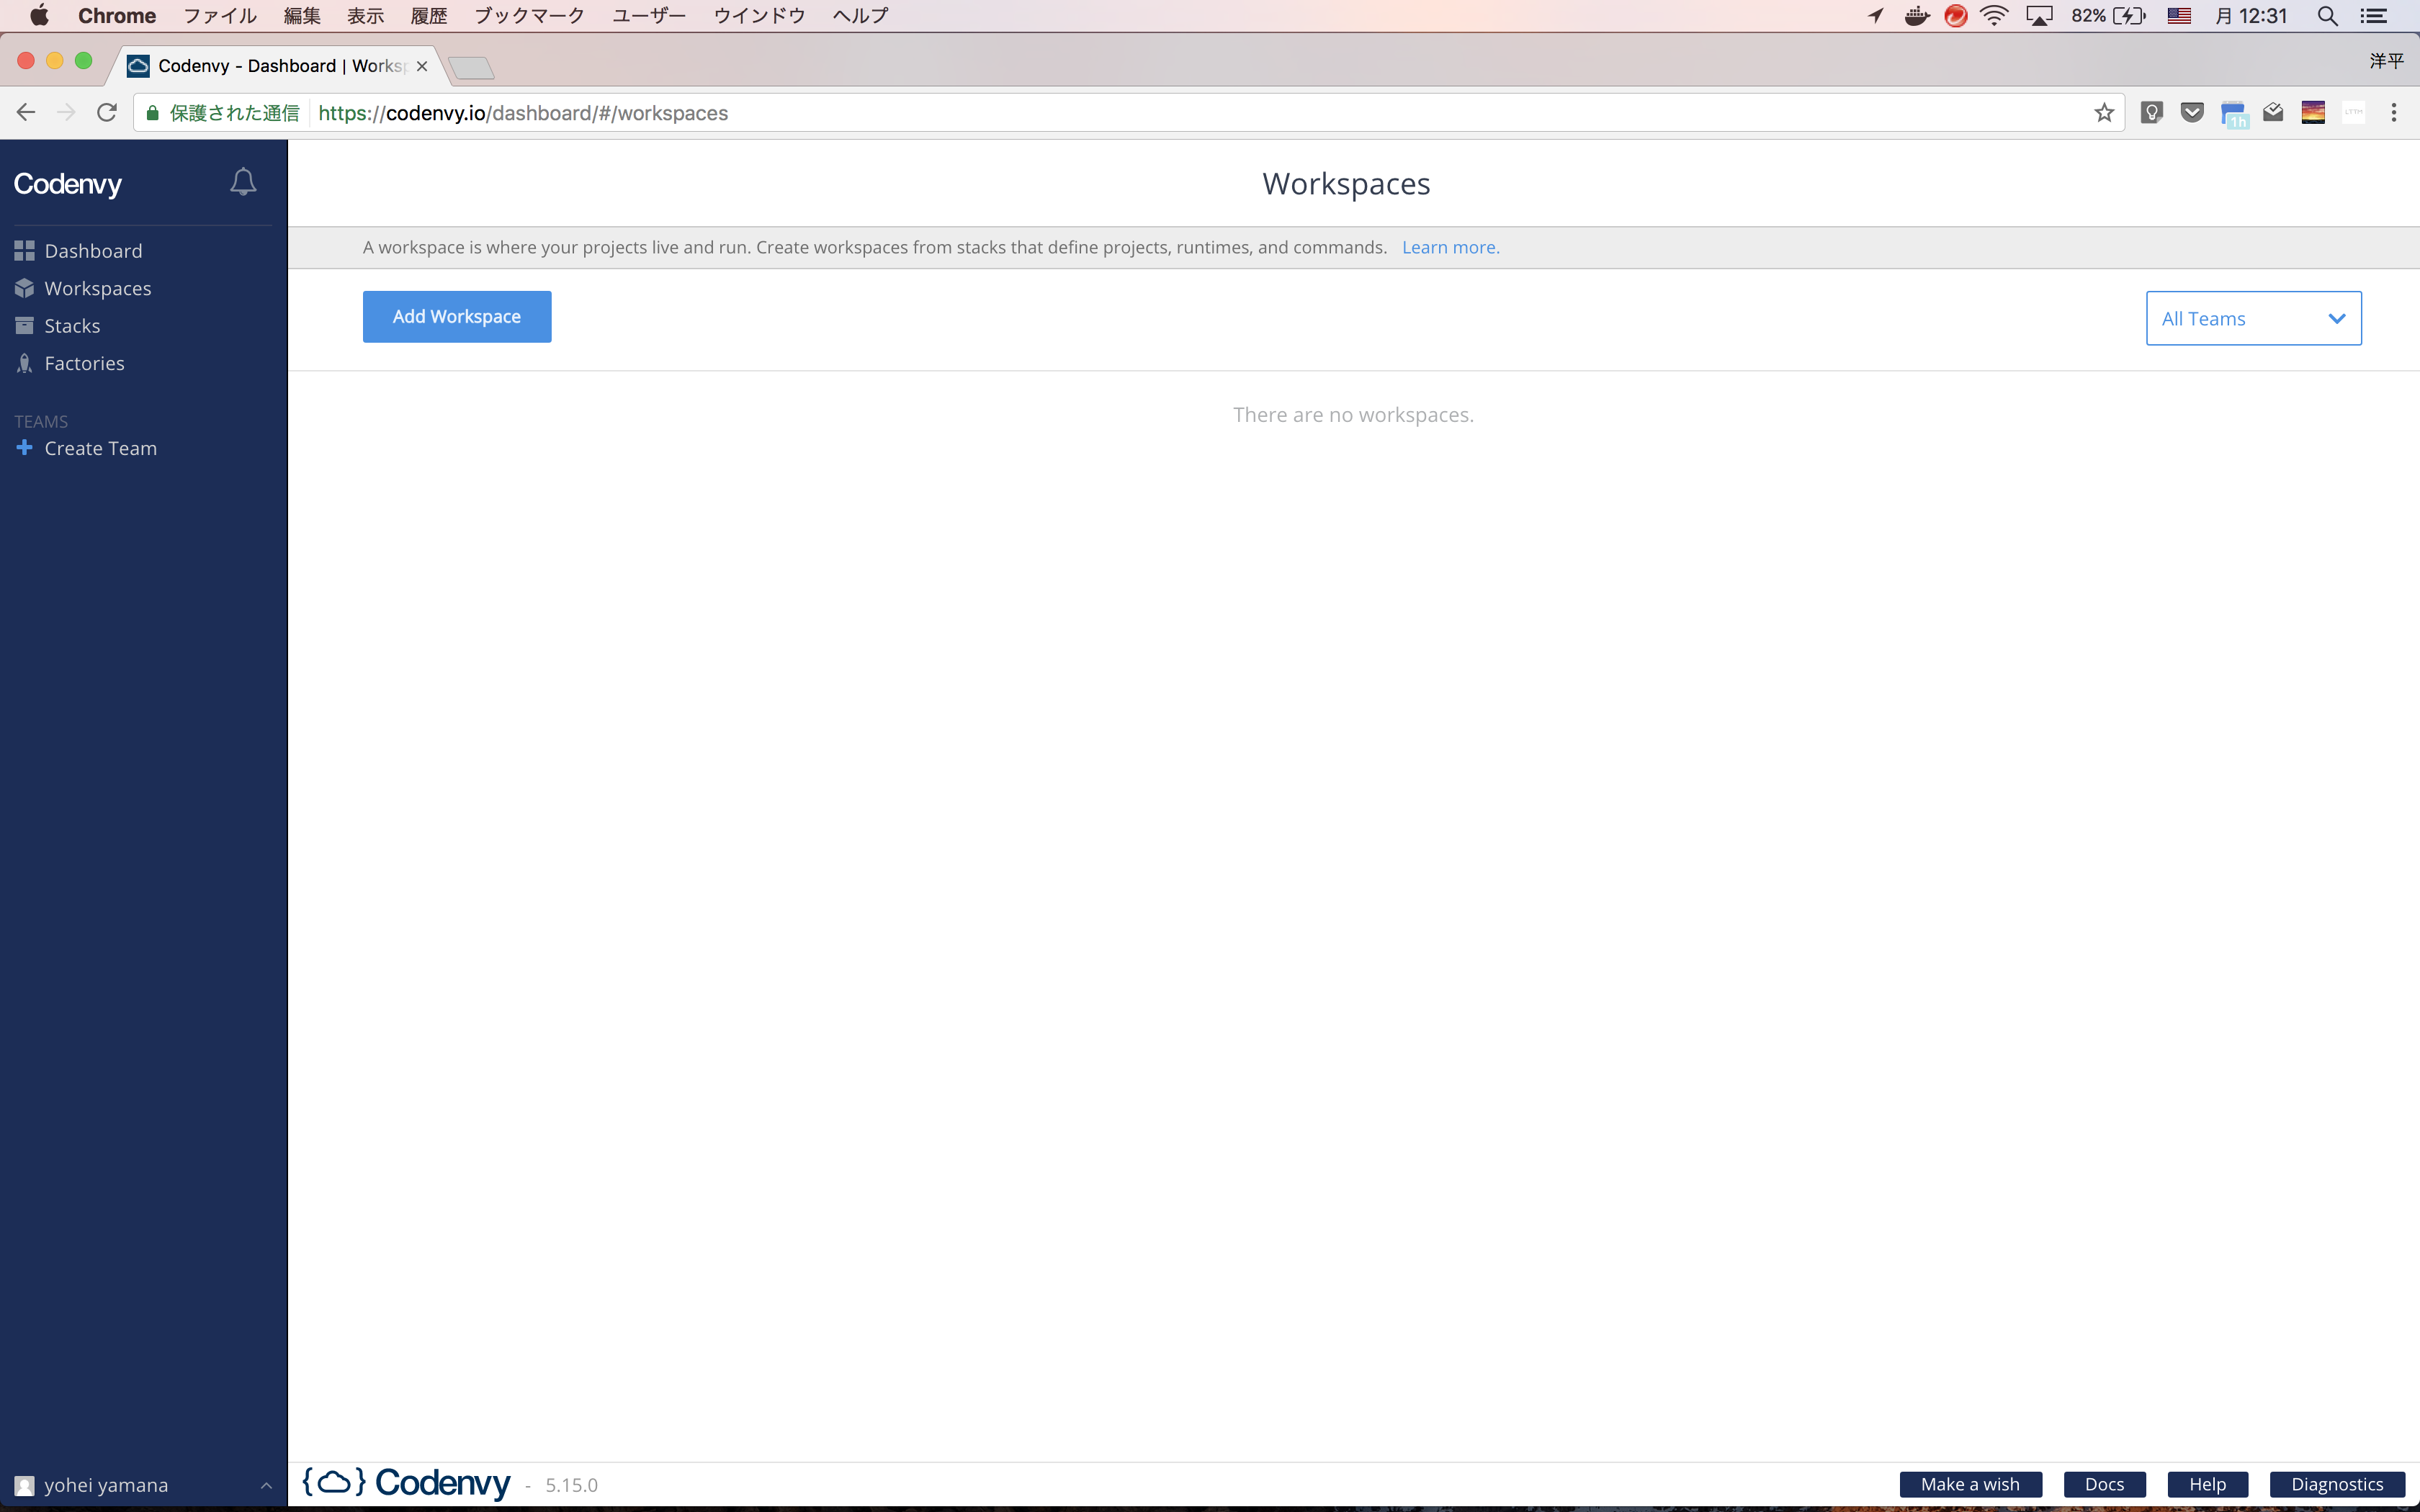 Chrome ファイル 編集 表示 履歴 ブックマーク ユーザー ウインドウ ヘルプ 82% 月 12:31
Codenvy - Dashboard | Works 洋平
保護された通信 https://codenvy.io/dashboard/#/workspaces 1h LTTM
Codenvy
Dashboard
Workspaces
Stacks
Factories
TEAMS
Create Team
Workspaces
A workspace is where your projects live and run. Create workspaces from stacks that define projects, runtimes, and commands. Learn more.
Add Workspace All Teams
There are no workspaces.
yohei yamana
Codenvy - 5.15.0 Make a wish Docs Help Diagnostics